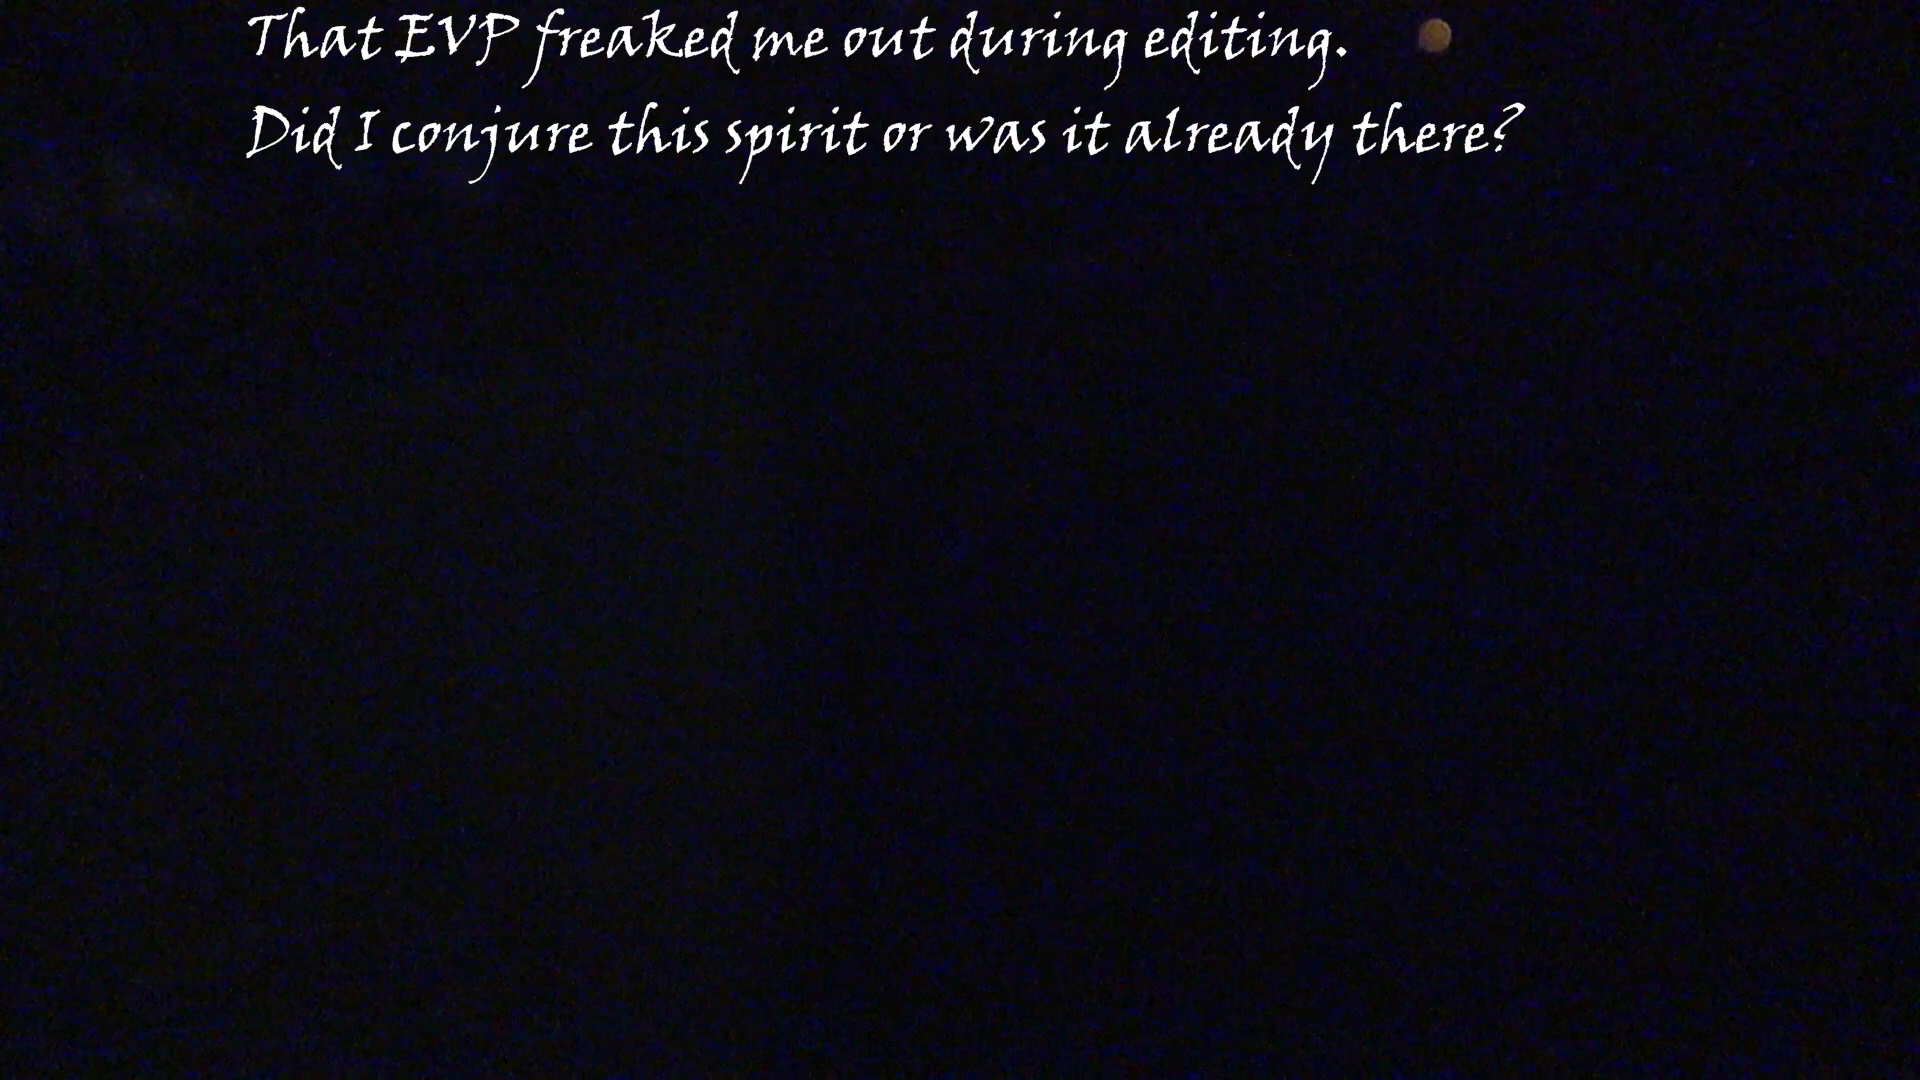 That EVP freaked me out during editing.
Did I conjure this spirit or was it already there?